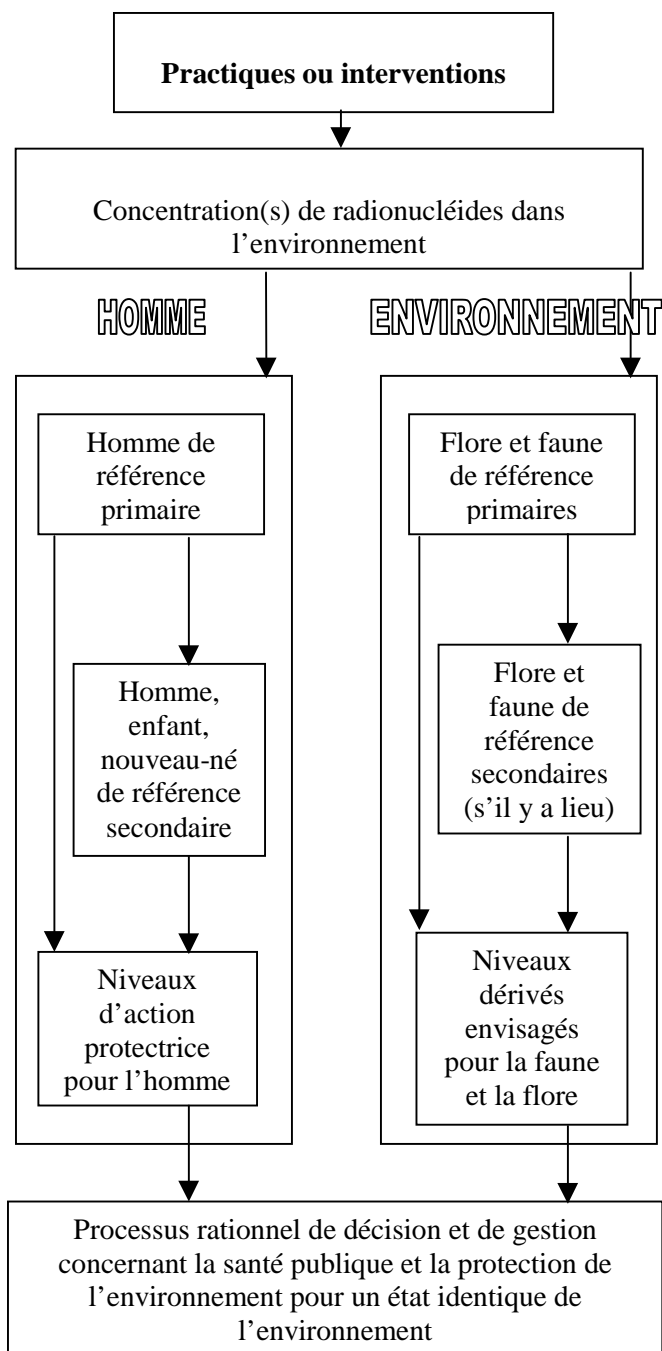 Practiques ou interventions
Concentration(s) de radionucléides dans
l’environnement
HOMME
ENVIRONNEMENT
Homme de
référence
primaire
Flore et faune
de référence
primaires
Homme,
enfant,
nouveau-né
de référence
secondaire
Flore et
faune de
référence
secondaires
(s’il y a lieu)
Niveaux
d’action
protectrice
pour l’homme
Niveaux
dérivés
envisagés
pour la faune
et la flore
Processus rationnel de décision et de gestion
concernant la santé publique et la protection de
l’environnement pour un état identique de
l’environnement